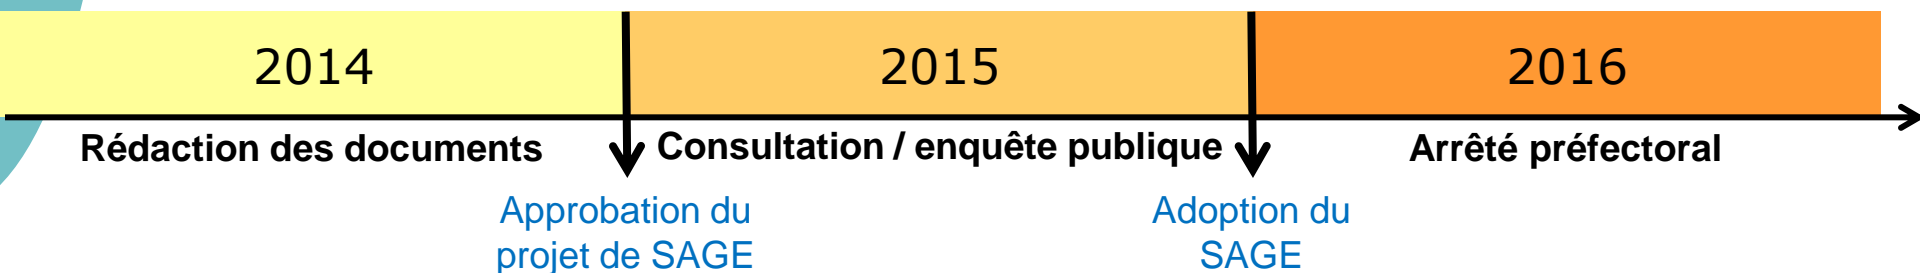 2014
2015
2016
Rédaction des documents
Consultation / enquête publique
Arrêté préfectoral
Approbation du
projet de SAGE
Adoption du
SAGE